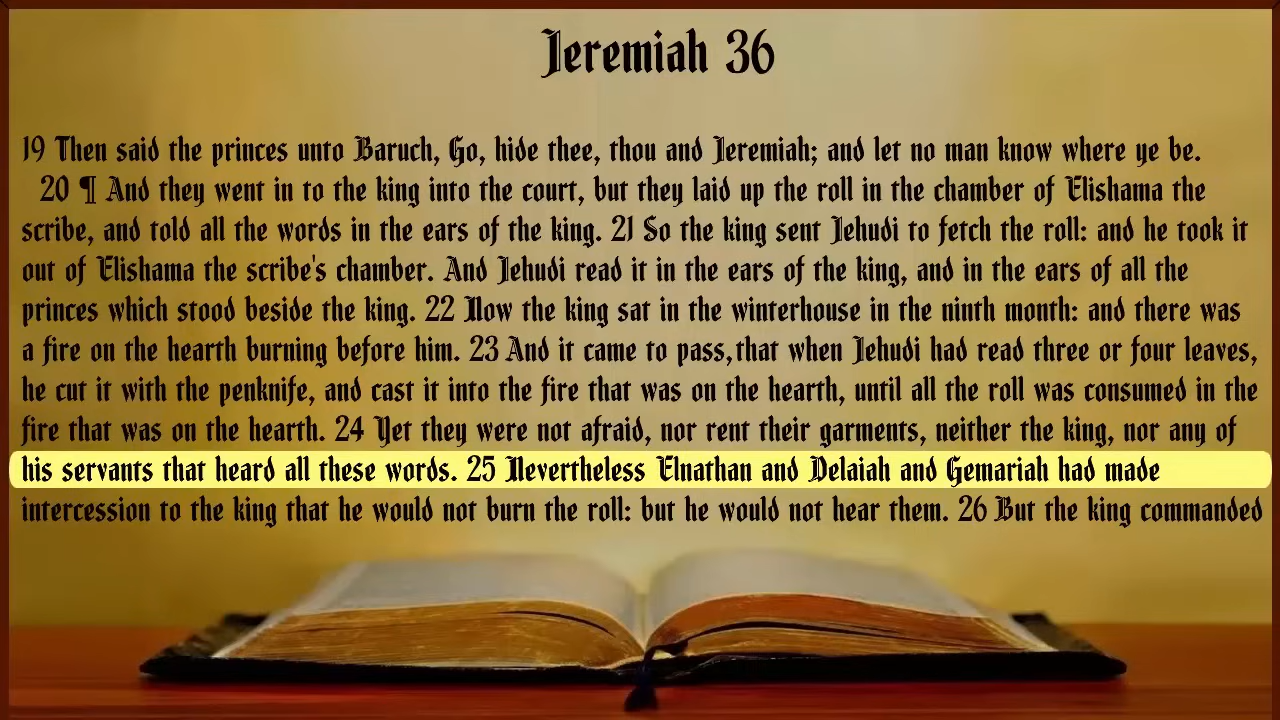 Jeremiah 36
19 Then said the princes unto Baruch, Go, hide thee, thou and Jeremiah; and let no man know where ye be.
20 ¶ And they went in to the king into the court, but they laid up the roll in the chamber of Elishama the
scribe, and told all the words in the ears of the king. 21 So the king sent Jehudi to fetch the roll: and he took it
out of Elishama the scribe's chamber. And Jehudi read it in the ears of the king, and in the ears of all the
princes which stood beside the king. 22 Now the king sat in the winterhouse in the ninth month: and there was
a fire on the hearth burning before him. 23 And it came to pass,that when Jehudi had read three or four leaves,
he cut it with the penknife, and cast it into the fire that was on the hearth, until all the roll was consumed in the
fire that was on the hearth. 24 Yet they were not afraid, nor rent their garments, neither the king, nor any of
his servants that heard all these words. 25 Nevertheless Elnathan and Delaiah and Gemariah had made
intercession to the king that he would not burn the roll: but he would not hear them. 26 But the king commanded